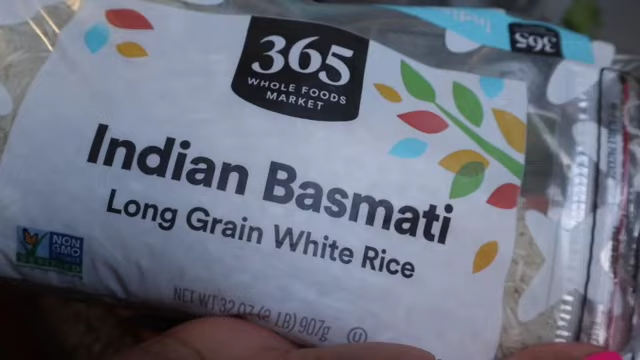 365
WHOLE FOODS
MARKET
365
Indian Basmati
Long Grain White Rice
NON
GMO
NET WT 32 OZ (2 LB) 907g
U